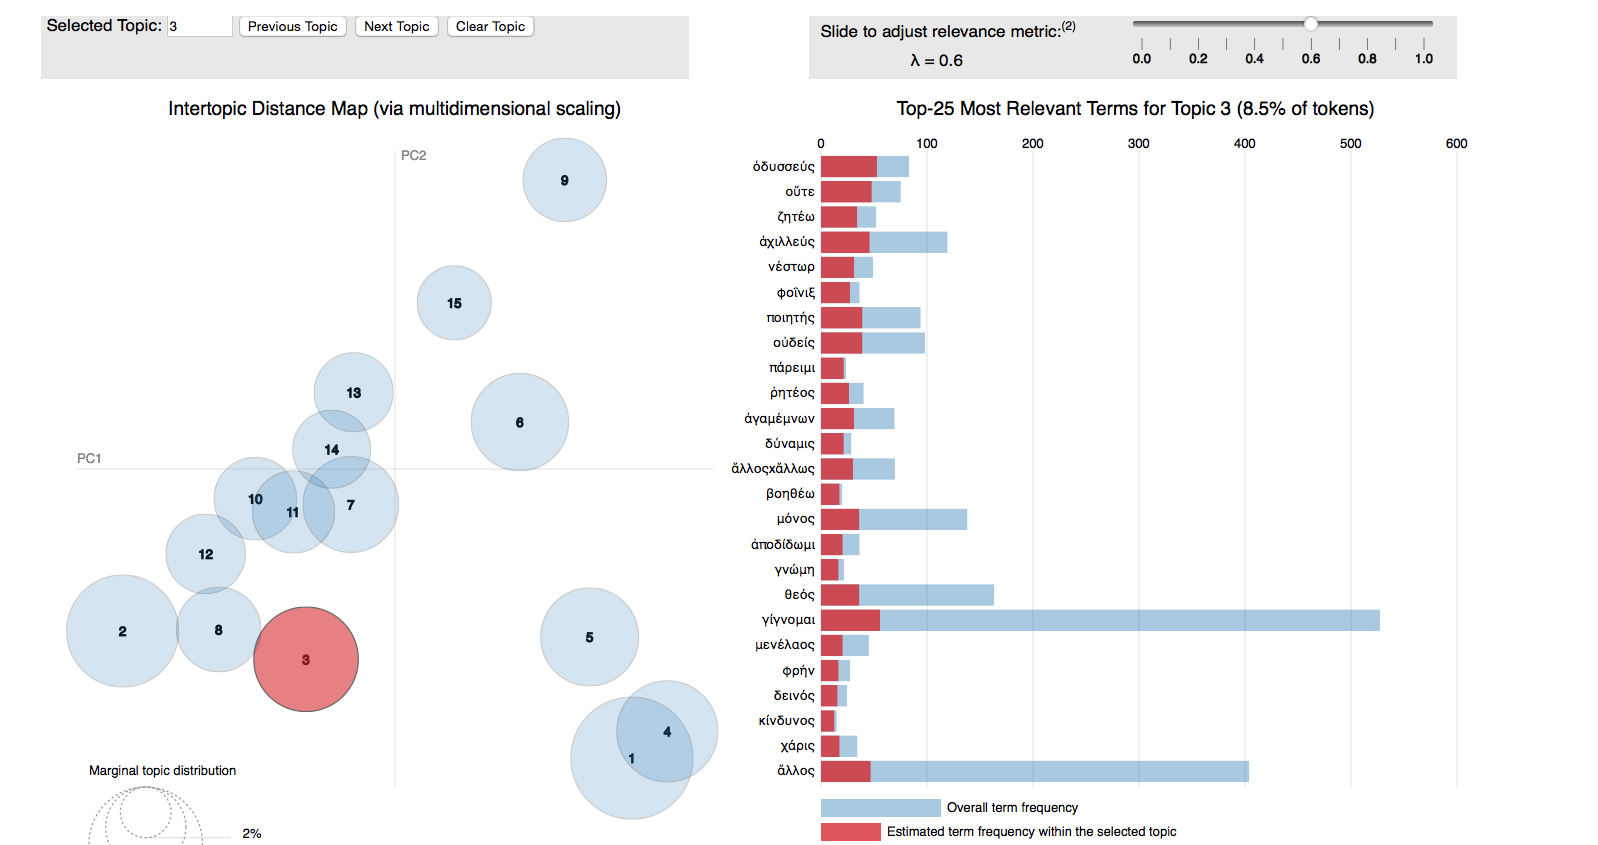 Selected Topic: 3 Previous Topic Next Topic Clear Topic
Slide to adjust relevance metric:(2)
λ = 0.6
0.0 0.2 0.4 0.6 0.8 1.0
Intertopic Distance Map (via multidimensional scaling)
PC2
PC1
9
15
13
6
14
10
11
7
12
2
8
3
5
4
1
Marginal topic distribution
2%
Top-25 Most Relevant Terms for Topic 3 (8.5% of tokens)
0 100 200 300 400 500 600
ὀδυσσεύς
οὔτε
ζητέω
ἀχιλλεύς
νέστωρ
φοῖνιξ
ποιητής
οὐδείς
πάρειμι
ῥητέος
ἀγαμέμνων
δύναμις
ἄλλοςxἄλλως
βοηθέω
μόνος
ἀποδίδωμι
γνώμη
θεός
γίγνομαι
μενέλαος
φρήν
δεινός
κίνδυνος
χάρις
ἄλλος
Overall term frequency
Estimated term frequency within the selected topic